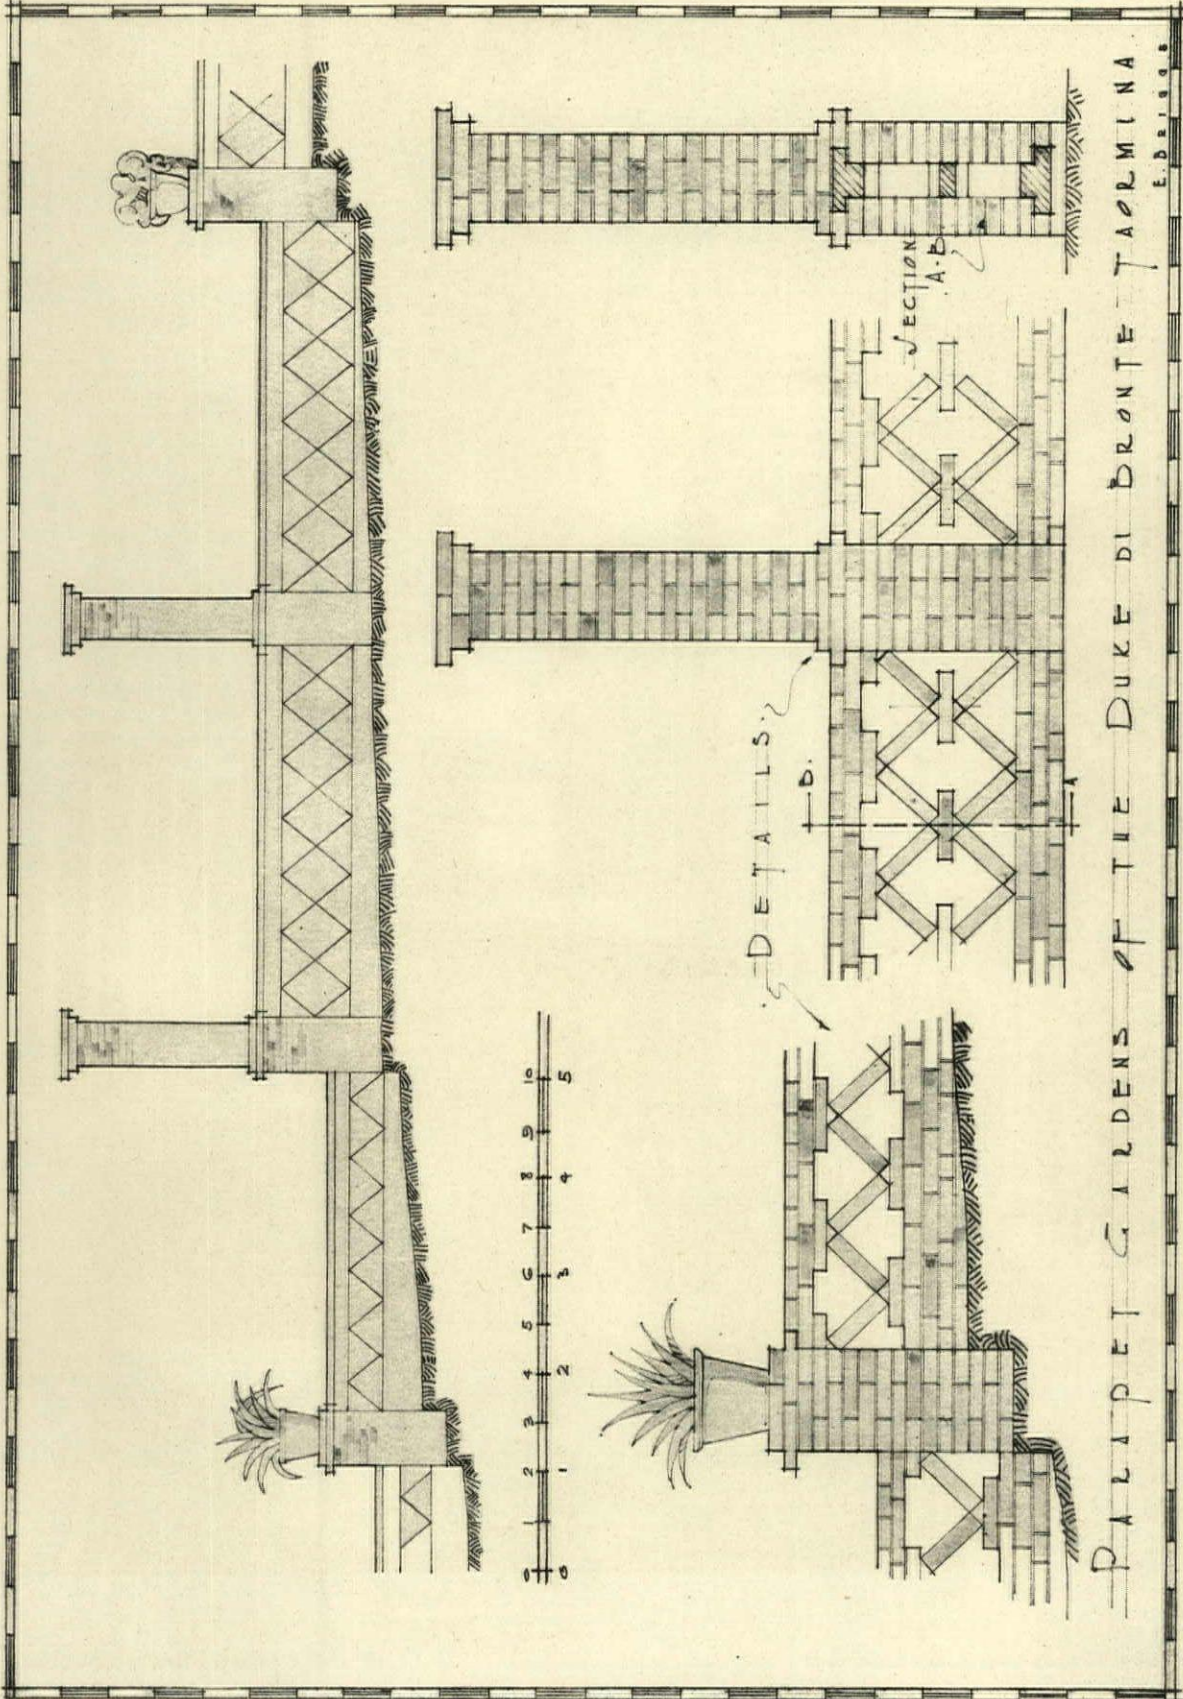 0 1 2 3 4 5 6 7 8 9 10
0 1 2 3 4 5
DETAILS
B.
A
SECTION
A-B.
PARAPET GARDENS OF THE DUKE DI BRONTE TAORMINA.
E. Briggs